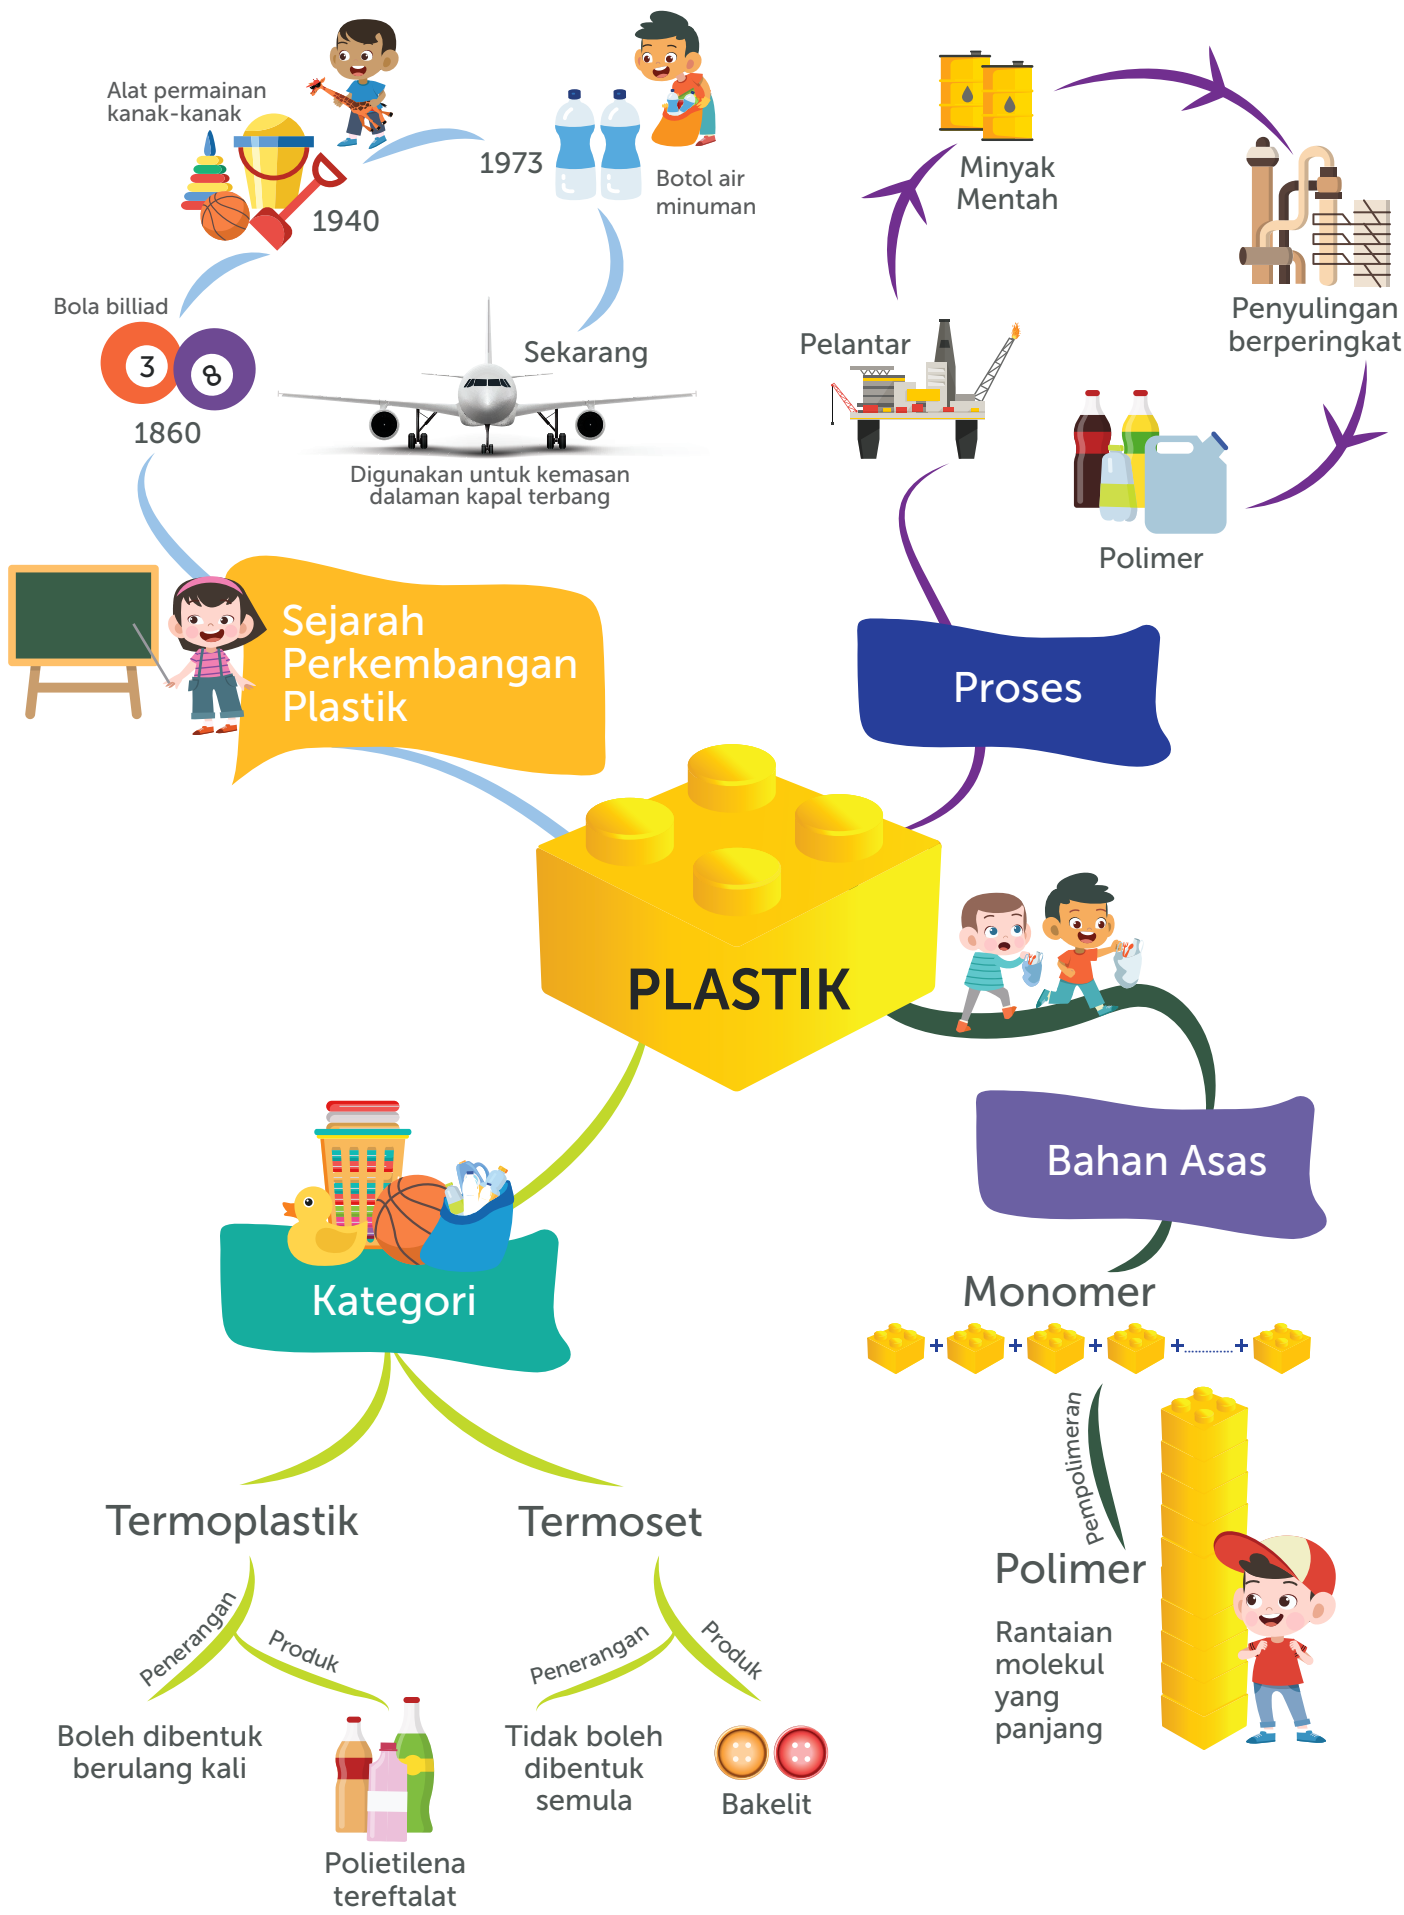 Alat permainan
kanak-kanak
1940
1973
Botol air
minuman
Bola billiad
3
8
1860
Sekarang
Digunakan untuk kemasan
dalaman kapal terbang
Sejarah
Perkembangan
Plastik
Minyak
Mentah
Penyulingan
berperingkat
Pelantar
Polimer
Proses
PLASTIK
Bahan Asas
Monomer
+ + + +..............+
Pempolimeran
Polimer
Rantaian
molekul
yang
panjang
Kategori
Termoplastik
Penerangan
Produk
Boleh dibentuk
berulang kali
Polietilena
tereftalat
Termoset
Penerangan
Produk
Tidak boleh
dibentuk
semula
Bakelit